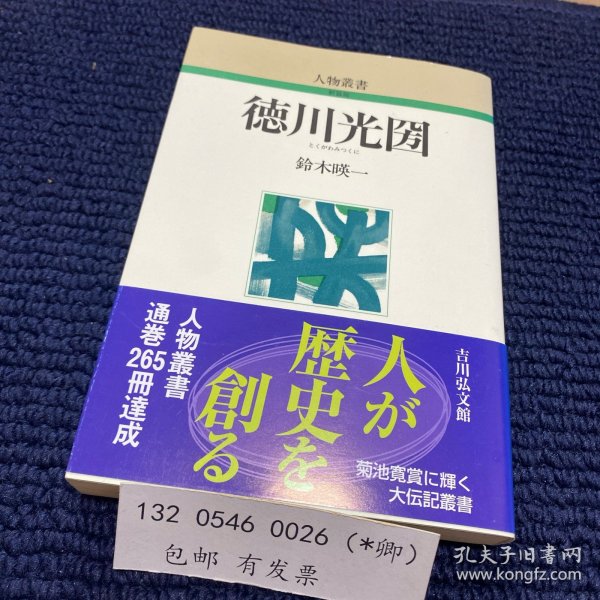 人物叢書
新装版
徳川光圀
とくがわみつくに
鈴木暎一
人が
歴史を
創る
吉川弘文館
人物叢書
通巻265冊達成
菊池寛賞に輝く
大伝記叢書
132 0546 0026 (*卿)
包邮 有发票
孔夫子旧书网
www.kongfz.com